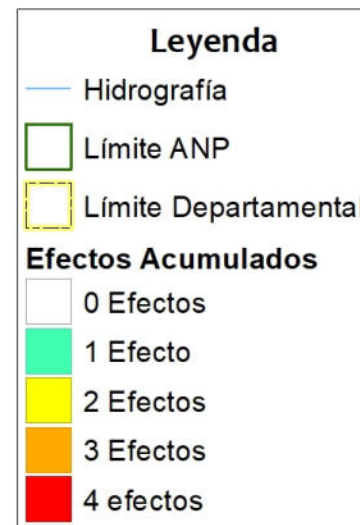 Leyenda
Hidrografía
Límite ANP
Límite Departamental
Efectos Acumulados
0 Efectos
1 Efecto
2 Efectos
3 Efectos
4 efectos